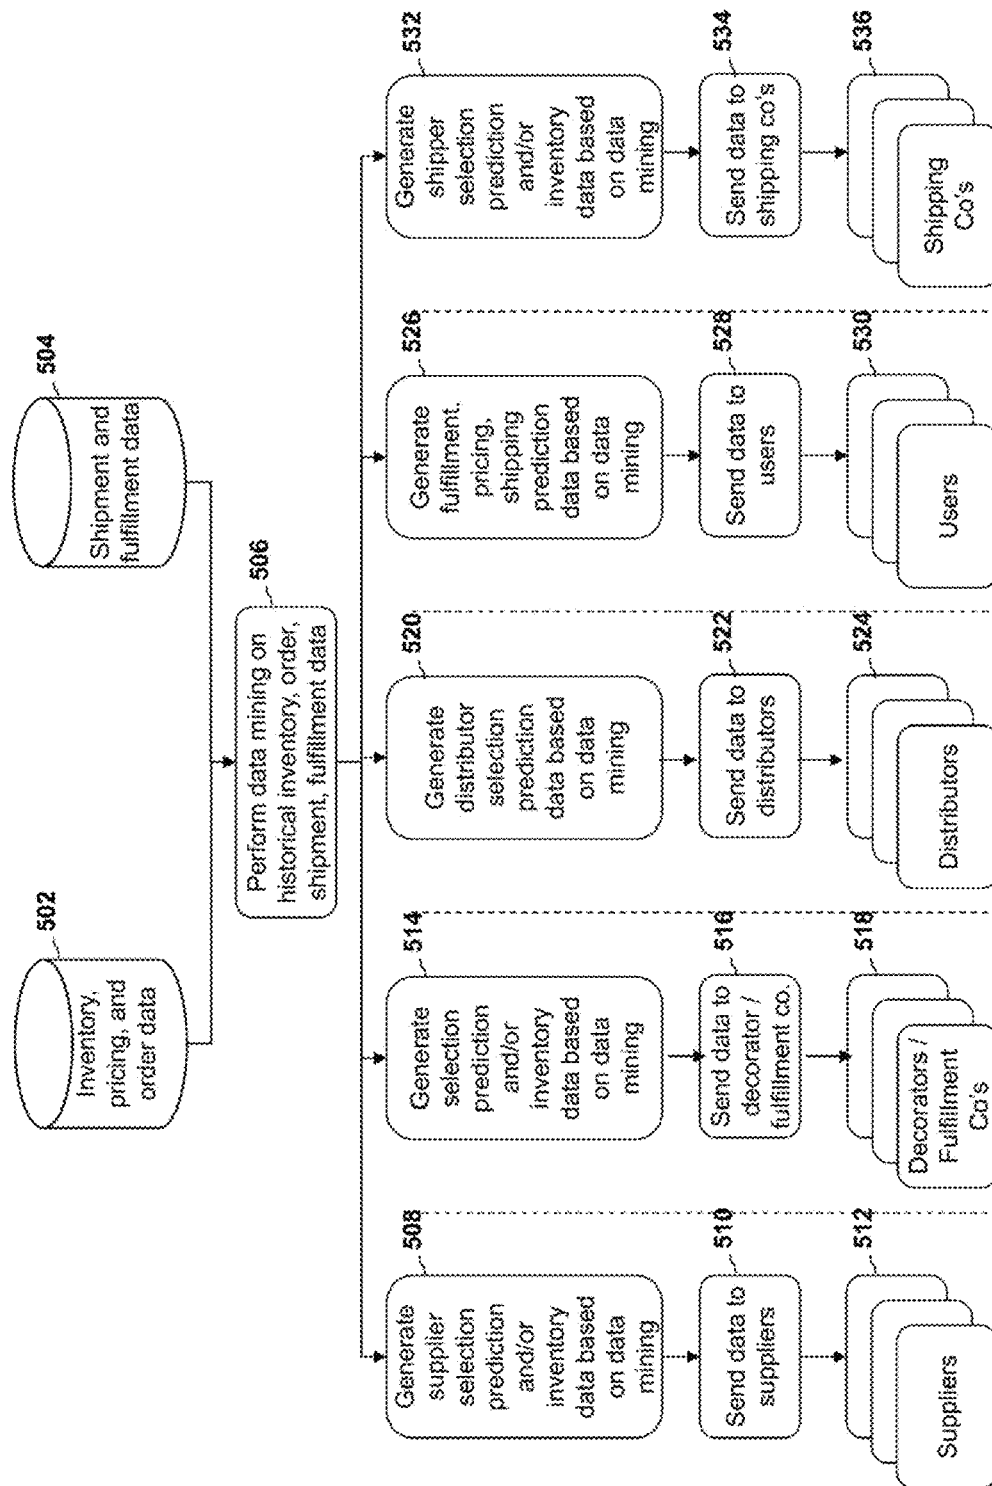 502
Inventory,
pricing, and
order data
504
Shipment and
fulfillment data
506
Perform data mining on
historical inventory, order,
shipment, fulfillment data
508
Generate
supplier
selection
prediction
and/or
inventory
data based
on data
mining
510
Send data to
suppliers
512
Suppliers
514
Generate
selection
prediction
and/or
inventory
data based
on data
mining
516
Send data to
decorator /
fulfillment co.
518
Decorators /
Fulfillment
Co's
520
Generate
distributor
selection
prediction
data based
on data
mining
522
Send data to
distributors
524
Distributors
526
Generate
fulfillment,
pricing,
shipping
prediction
data based
on data
mining
528
Send data to
users
530
Users
532
Generate
shipper
selection
prediction
and/or
inventory
data based
on data
mining
534
Send data to
shipping co's
536
Shipping
Co's